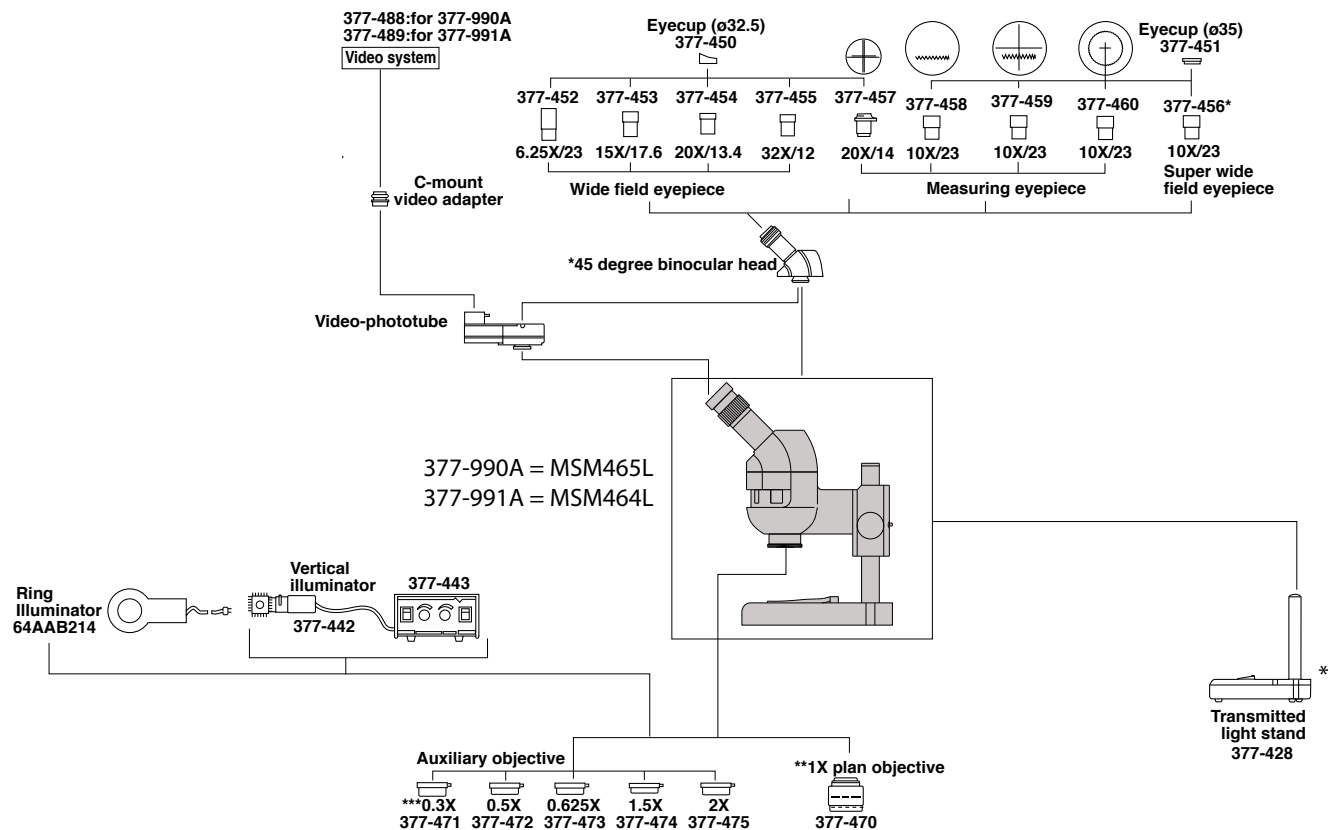 377-488:for 377-990A
377-489:for 377-991A
Video system
Eyecup (ø32.5)
377-450
Eyecup (ø35)
377-451
377-452 377-453 377-454 377-455 377-457 377-458 377-459 377-460 377-456*
6.25X/23 15X/17.6 20X/13.4 32X/12 20X/14 10X/23 10X/23 10X/23 10X/23
Wide field eyepiece
Measuring eyepiece
Super wide
field eyepiece
C-mount
video adapter
*45 degree binocular head
Video-phototube
377-990A = MSM465L
377-991A = MSM464L
Ring
Illuminator
64AAB214
Vertical
illuminator
377-442
377-443
*
Transmitted
light stand
377-428
Auxiliary objective
***0.3X 0.5X 0.625X 1.5X 2X
377-471 377-472 377-473 377-474 377-475
**1X plan objective
377-470